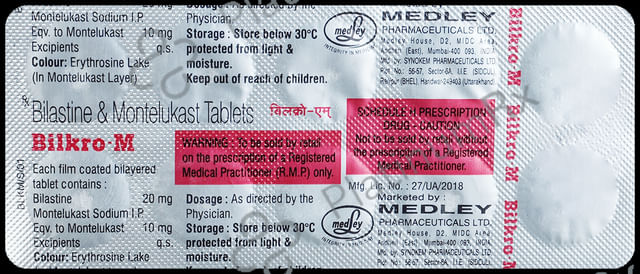 Montelukast Sodium I.P.
Eqv. to Montelukast 10 mg
Excipients q.s.
Colour: Erythrosine Lake
(In Montelukast Layer)
Dosage : As directed by the
Physician.
Storage : Store below 30°C
protected from light &
moisture.
Keep out of reach of children.
medley
INTEGRITY IN MEDICINE
MEDLEY
PHARMACEUTICALS LTD.
Medley House, D2, MIDC Area,
Andheri (East), Mumbai-400 093, INDIA.
Mfd. by: SYNOKEM PHARMACEUTICALS LTD.
Plot No.: 56-57, Sector-6A, I.I.E. (SIDCUL),
Ranipur (BHEL), Haridwar-249403 (Uttarakhand)
Rx
Bilastine & Montelukast Tablets बिलको-एम्
Bilkro-M
WARNING : To be sold by retail
on the prescription of a Registered
Medical Practitioner (R.M.P) only.
SCHEDULE H PRESCRIPTION
DRUG - CAUTION
Not to be sold by retail without
the prescription of a Registered
Medical Practitioner.
Each film coated bilayered
tablet contains :
Bilastine 20 mg
Montelukast Sodium I.P.
Eqv. to Montelukast 10 mg
Excipients q.s.
Colour: Erythrosine Lake
Dosage : As directed by the
Physician.
Storage : Store below 30°C
protected from light &
moisture.
medley
INTEGRITY IN MEDICINE
Mfg. Lic. No. : 27/UA/2018
Marketed by :
MEDLEY
PHARMACEUTICALS LTD.
Medley House, D2, MIDC Area,
Andheri (East), Mumbai-400 093, INDIA.
Mfd. by: SYNOKEM PHARMACEUTICALS LTD.
Plot No.: 56-57, Sector-6A, I.I.E. (SIDCUL),
Bilkro-M Bilkro-M